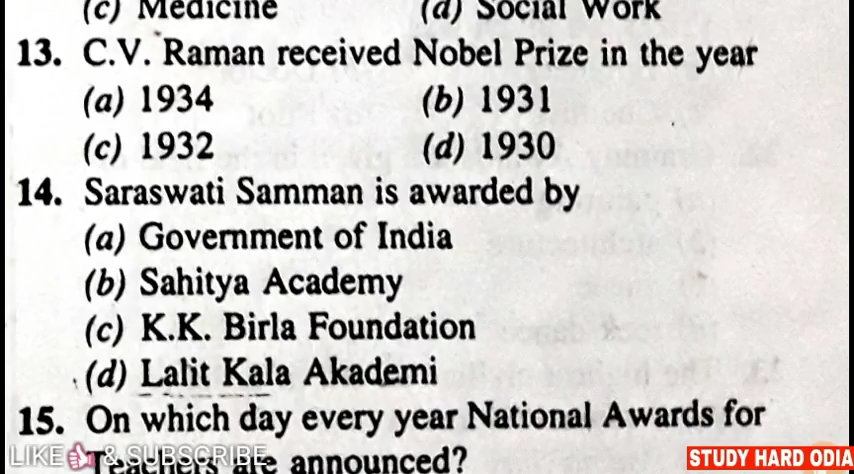 (c) Medicine (d) Social Work
13. C.V. Raman received Nobel Prize in the year
(a) 1934 (b) 1931
(c) 1932 (d) 1930
14. Saraswati Samman is awarded by
(a) Government of India
(b) Sahitya Academy
(c) K.K. Birla Foundation
(d) Lalit Kala Akademi
15. On which day every year National Awards for
Teachers are announced?
LIKE & SUBSCRIBE
STUDY HARD ODIA